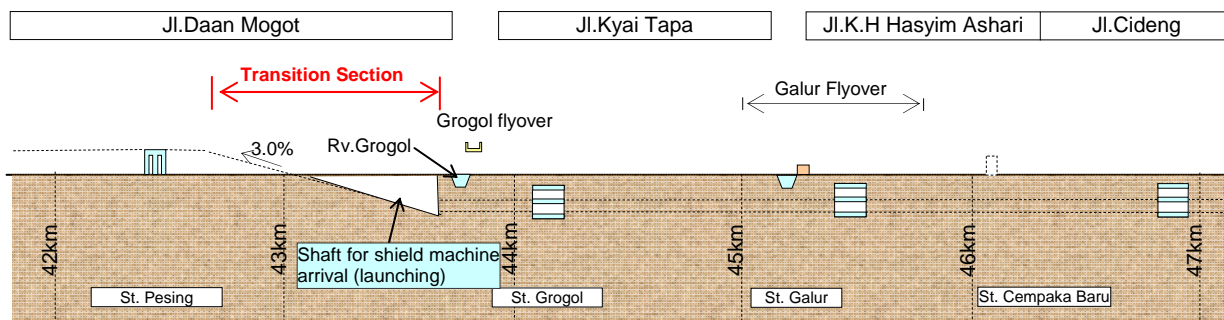 Jl.Daan Mogot
Jl.Kyai Tapa
Jl.K.H Hasyim Ashari
Jl.Cideng
Transition Section
Galur Flyover
Grogol flyover
3.0%
Rv.Grogol
42km
43km
44km
45km
46km
47km
Shaft for shield machine
arrival (launching)
St. Pesing
St. Grogol
St. Galur
St. Cempaka Baru